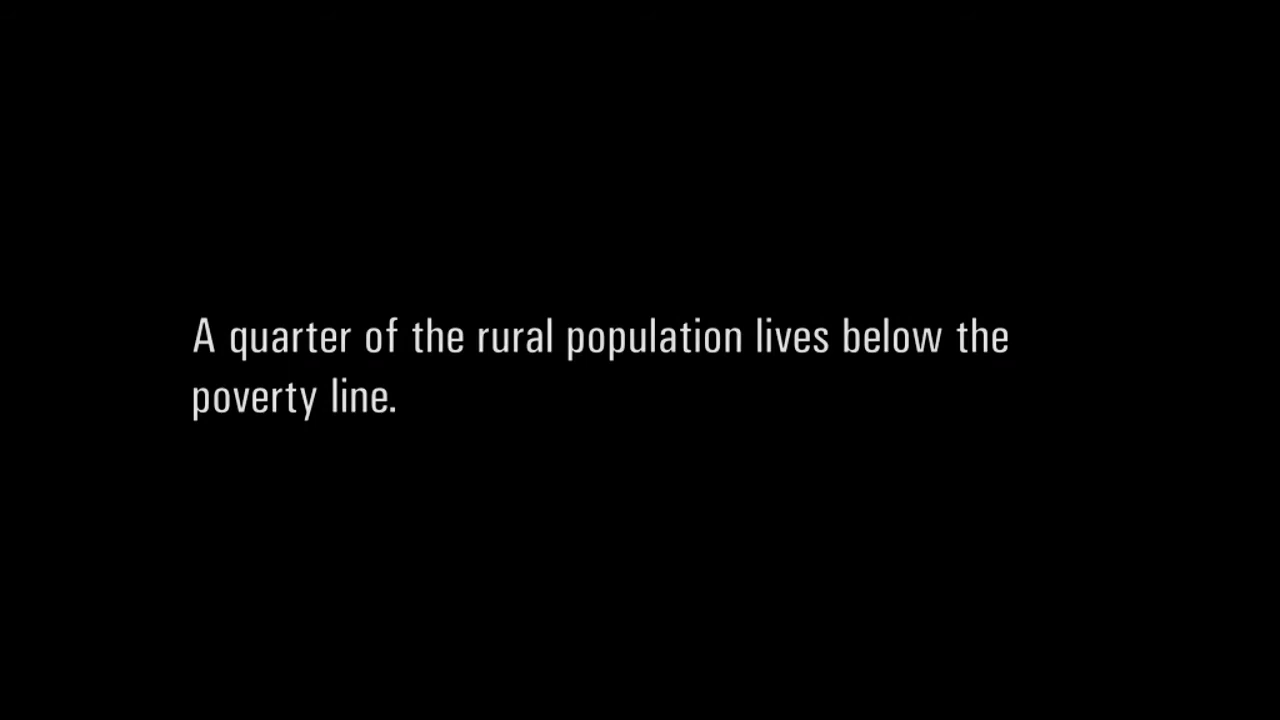 A quarter of the rural population lives below the
poverty line.